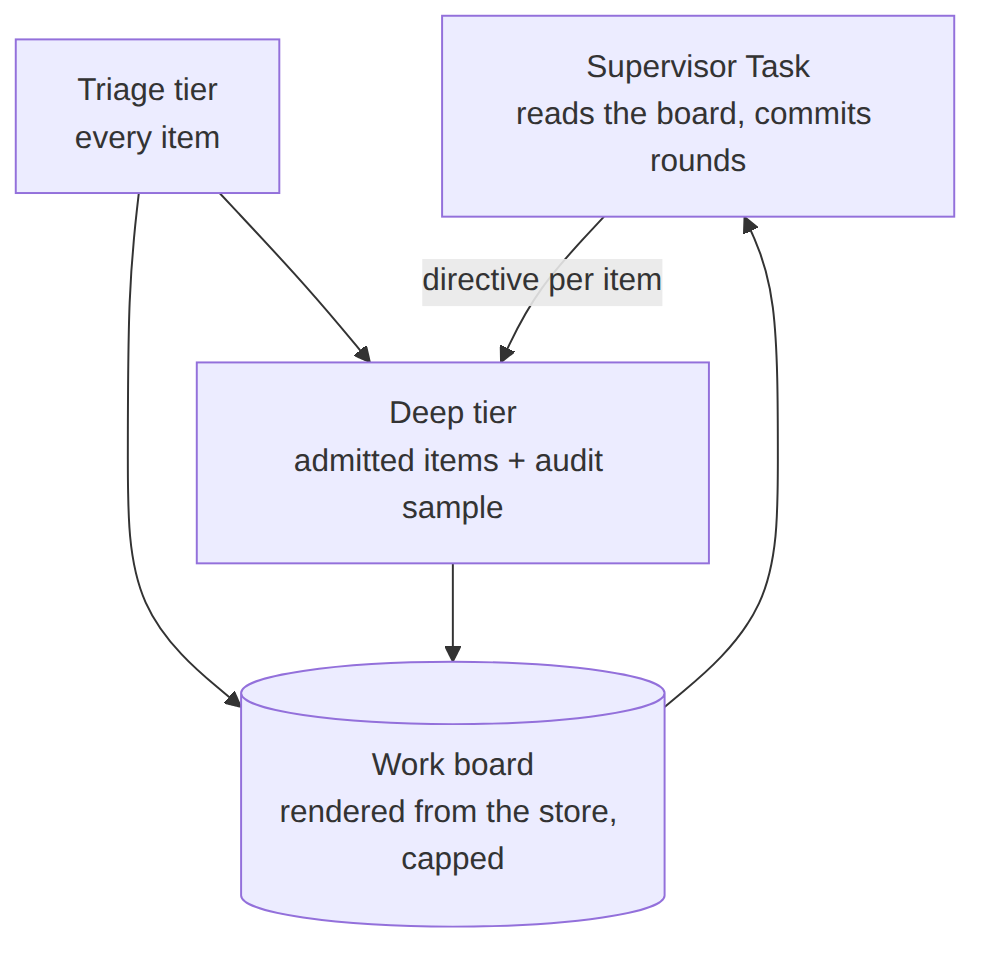 Triage tier
every item
Supervisor Task
reads the board, commits
rounds
directive per item
Deep tier
admitted items + audit
sample
Work board
rendered from the store,
capped